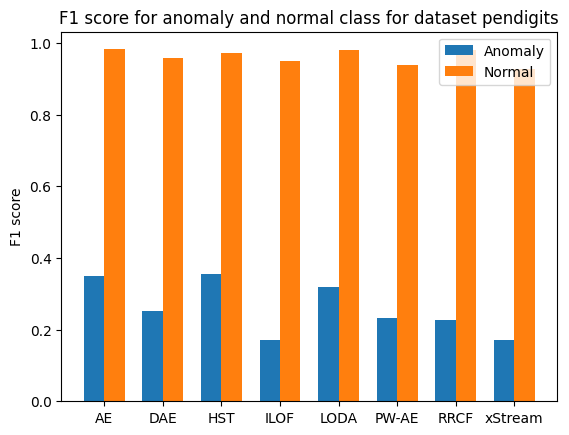 F1 score for anomaly and normal class for dataset pendigits
Anomaly
Normal
F1 score
1.0
0.8
0.6
0.4
0.2
0.0
AE DAE HST ILOF LODA PW-AE RRCF xStream